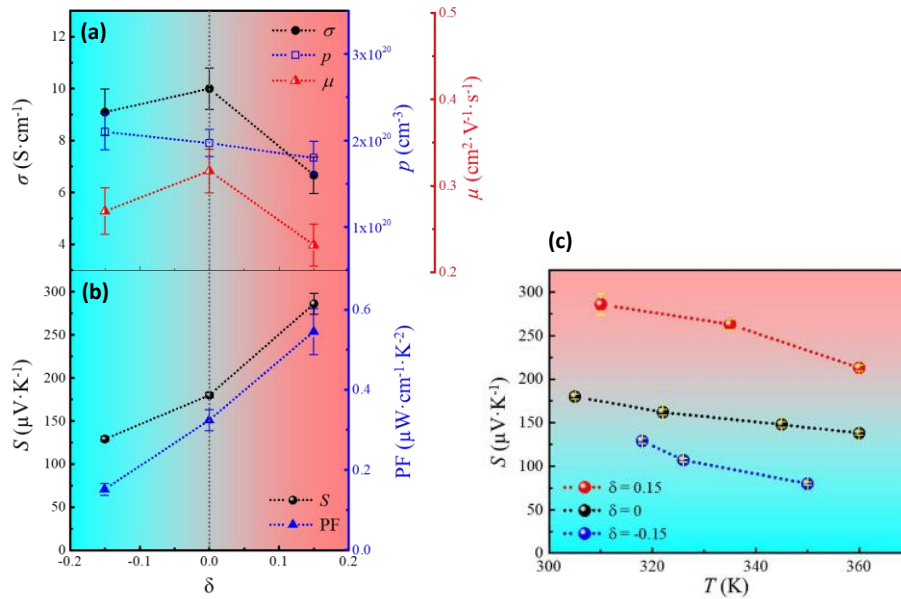 (a)
σ
p
μ
12
10
8
6
4
σ (S·cm⁻¹)
3x10²⁰
2x10²⁰
1x10²⁰
p (cm⁻³)
0.5
0.4
0.3
0.2
μ (cm²·V⁻¹·s⁻¹)
(b)
300
250
200
150
100
50
0
S (μV·K⁻¹)
0.6
0.4
0.2
0.0
PF (μW·cm⁻¹·K⁻²)
S
PF
-0.2 -0.1 0.0 0.1 0.2
δ
(c)
300
250
200
150
100
50
0
S (μV·K⁻¹)
δ = 0.15
δ = 0
δ = -0.15
300 320 340 360
T (K)